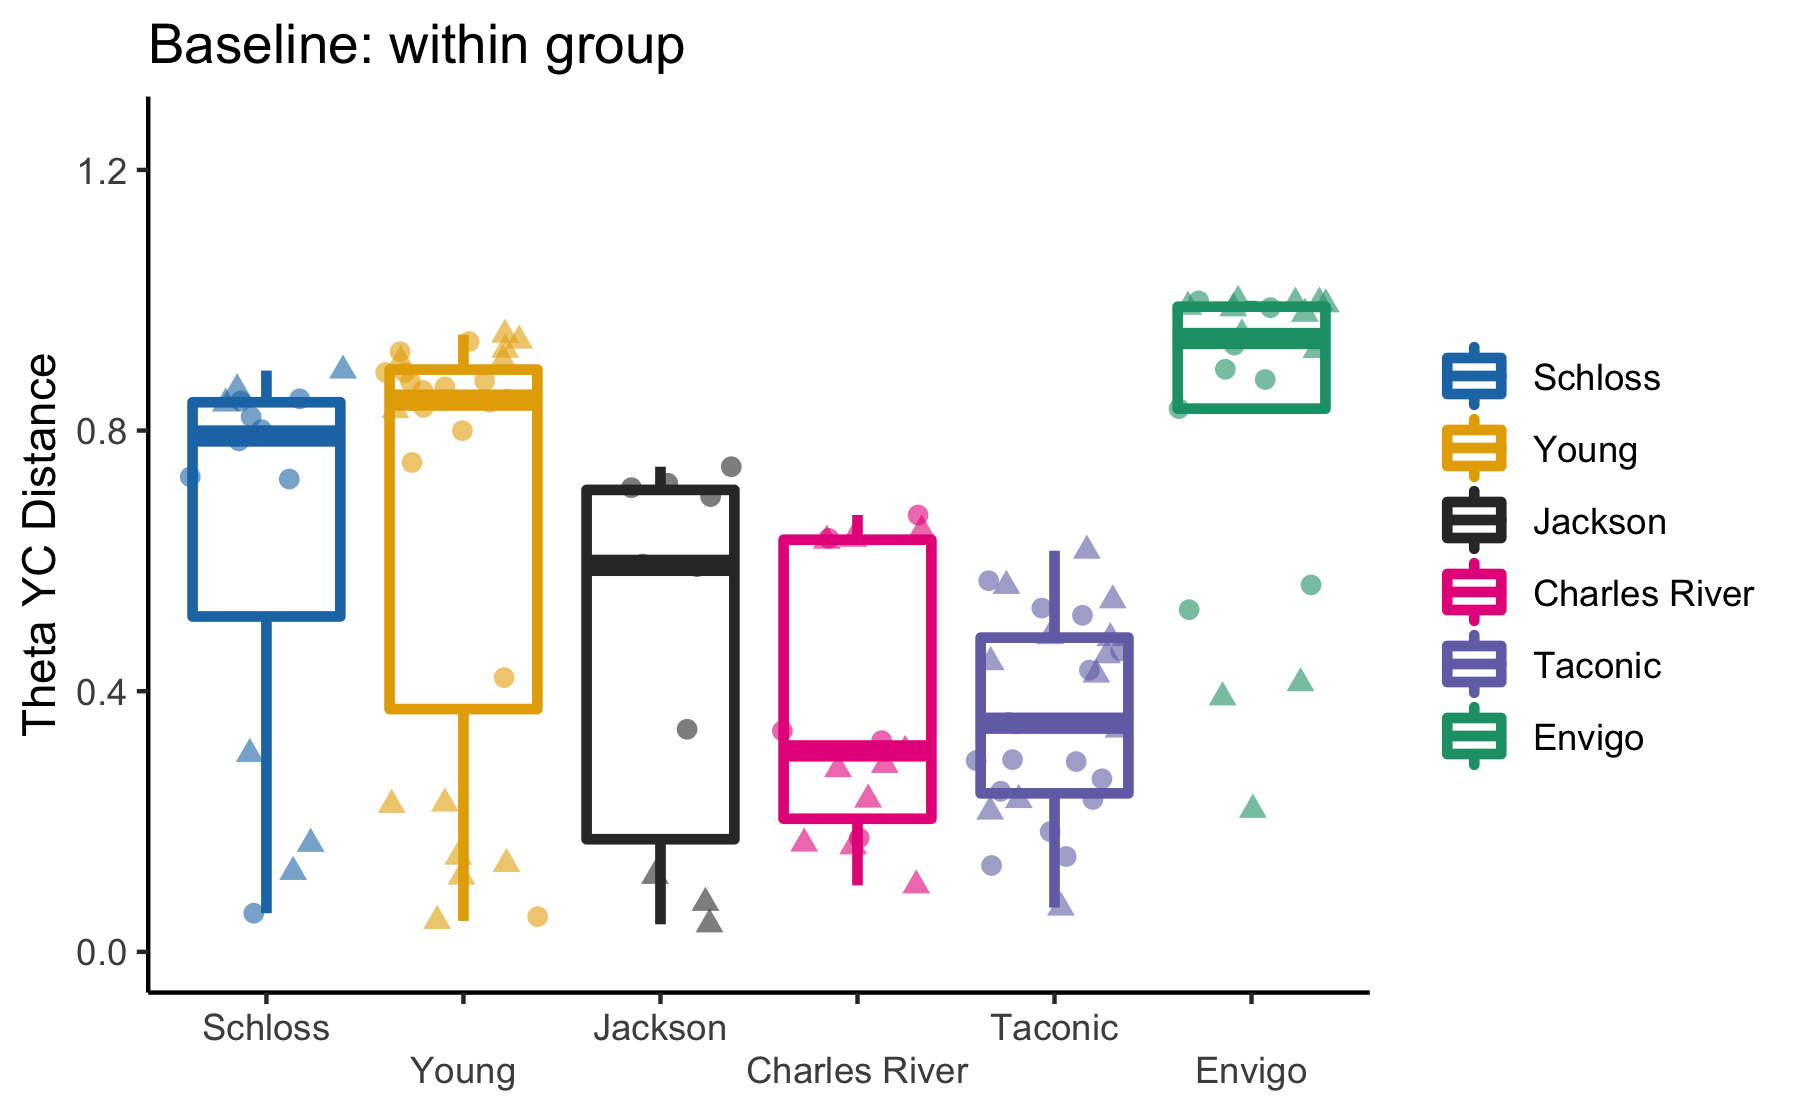 Baseline: within group
Theta YC Distance
1.2
0.8
0.4
0.0
Schloss
Young
Jackson
Charles River
Taconic
Envigo
Schloss
Young
Jackson
Charles River
Taconic
Envigo